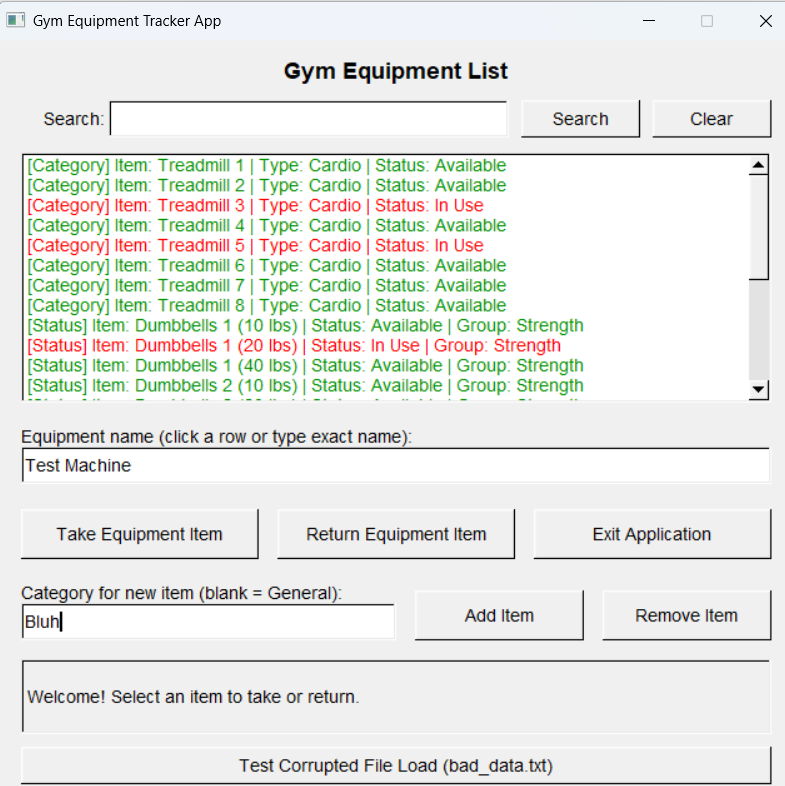 Gym Equipment Tracker App
Gym Equipment List
Search: Search Clear
[Category] Item: Treadmill 1 | Type: Cardio | Status: Available
[Category] Item: Treadmill 2 | Type: Cardio | Status: Available
[Category] Item: Treadmill 3 | Type: Cardio | Status: In Use
[Category] Item: Treadmill 4 | Type: Cardio | Status: Available
[Category] Item: Treadmill 5 | Type: Cardio | Status: In Use
[Category] Item: Treadmill 6 | Type: Cardio | Status: Available
[Category] Item: Treadmill 7 | Type: Cardio | Status: Available
[Category] Item: Treadmill 8 | Type: Cardio | Status: Available
[Status] Item: Dumbbells 1 (10 lbs) | Status: Available | Group: Strength
[Status] Item: Dumbbells 1 (20 lbs) | Status: In Use | Group: Strength
[Status] Item: Dumbbells 1 (40 lbs) | Status: Available | Group: Strength
[Status] Item: Dumbbells 2 (10 lbs) | Status: Available | Group: Strength
Equipment name (click a row or type exact name):
Test Machine
Take Equipment Item Return Equipment Item Exit Application
Category for new item (blank = General):
Bluh Add Item Remove Item
Welcome! Select an item to take or return.
Test Corrupted File Load (bad_data.txt)